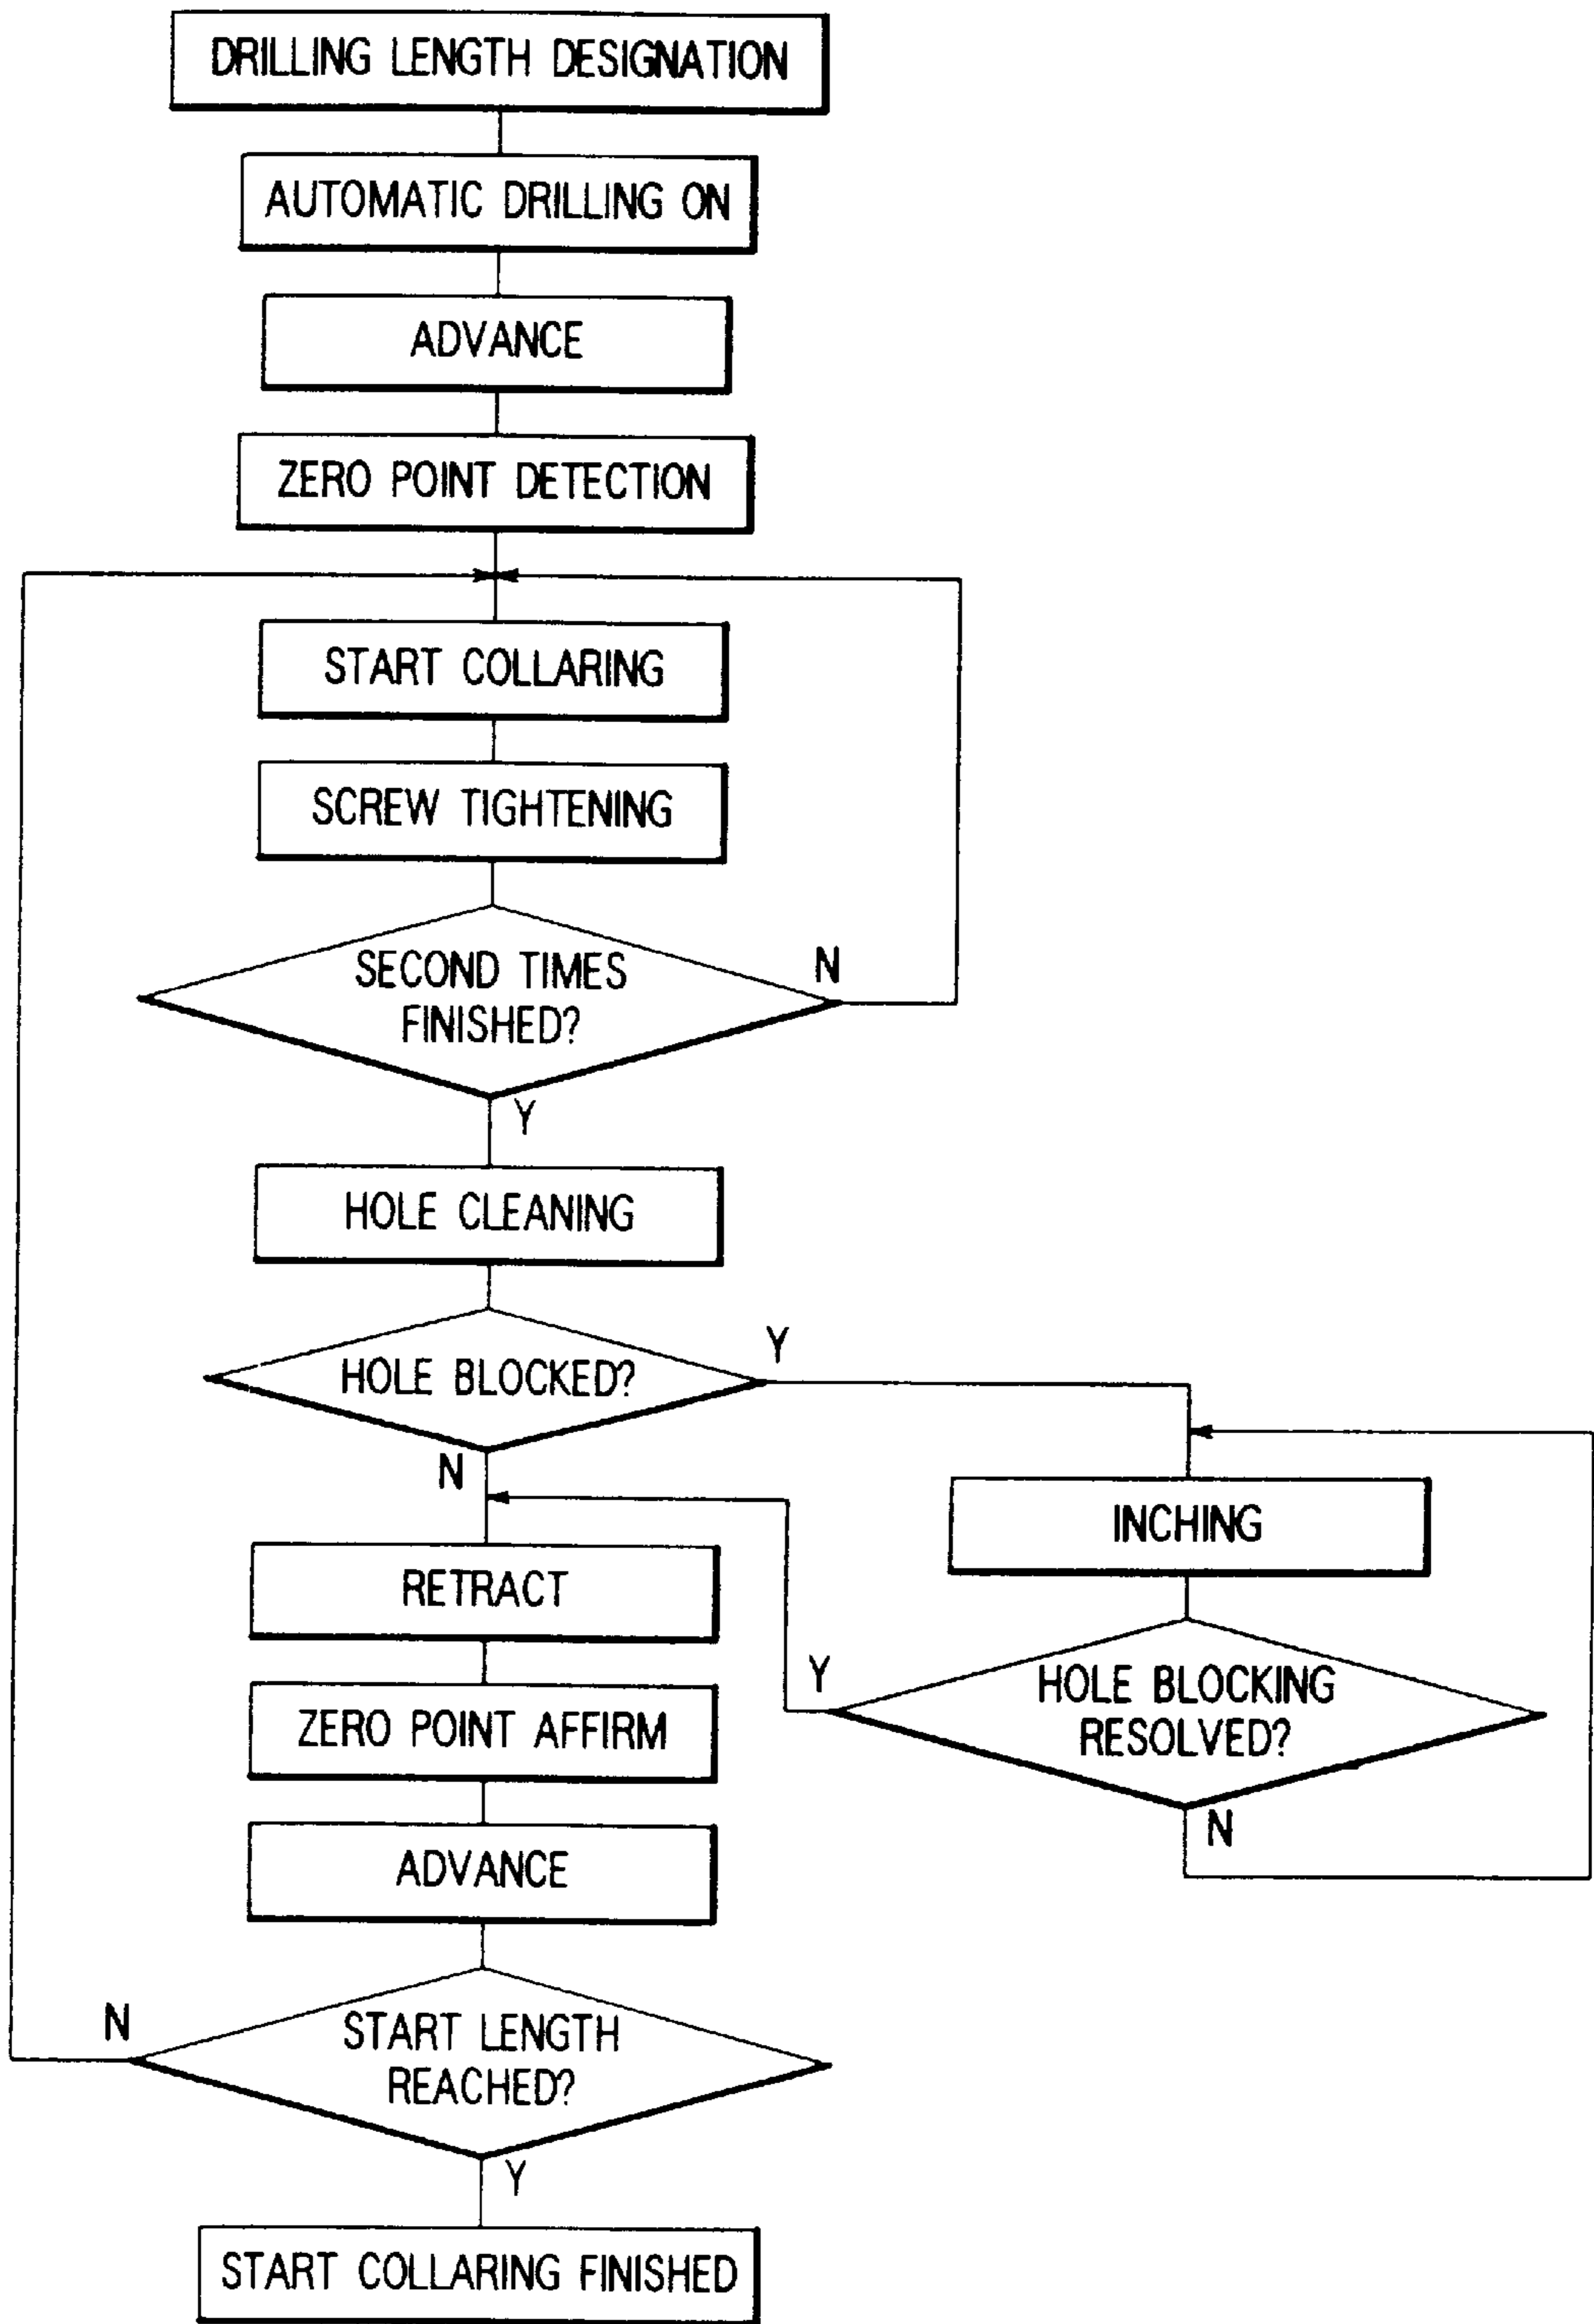 DRILLING LENGTH DESIGNATION
AUTOMATIC DRILLING ON
ADVANCE
ZERO POINT DETECTION
START COLLARING
SCREW TIGHTENING
SECOND TIMES
FINISHED?
N
Y
HOLE CLEANING
HOLE BLOCKED?
Y
N
INCHING
RETRACT
HOLE BLOCKING
RESOLVED?
Y
N
ZERO POINT AFFIRM
ADVANCE
START LENGTH
REACHED?
N
Y
START COLLARING FINISHED